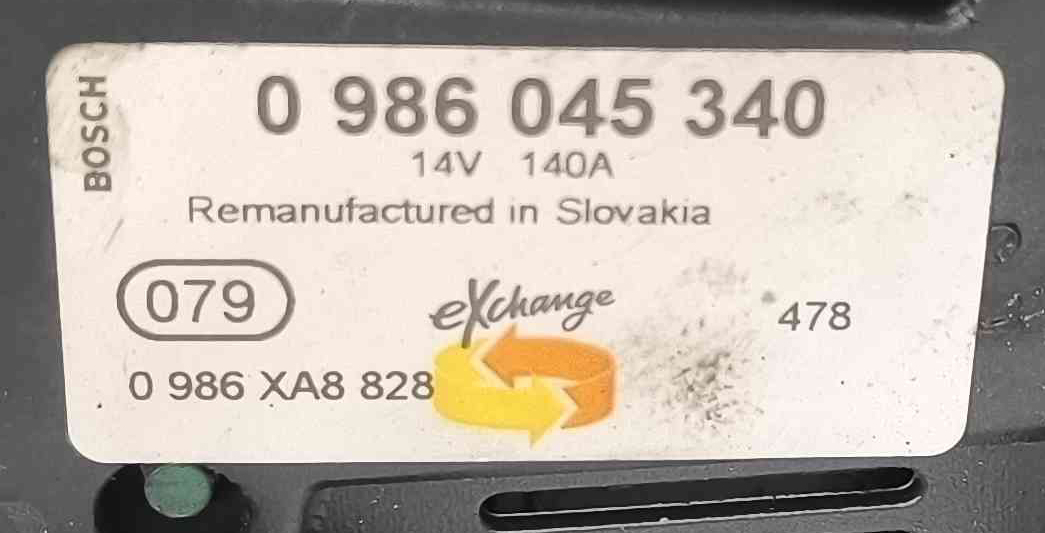 BOSCH
0 986 045 340
14V 140A
Remanufactured in Slovakia
079
eXchange
478
0 986 XA8 828